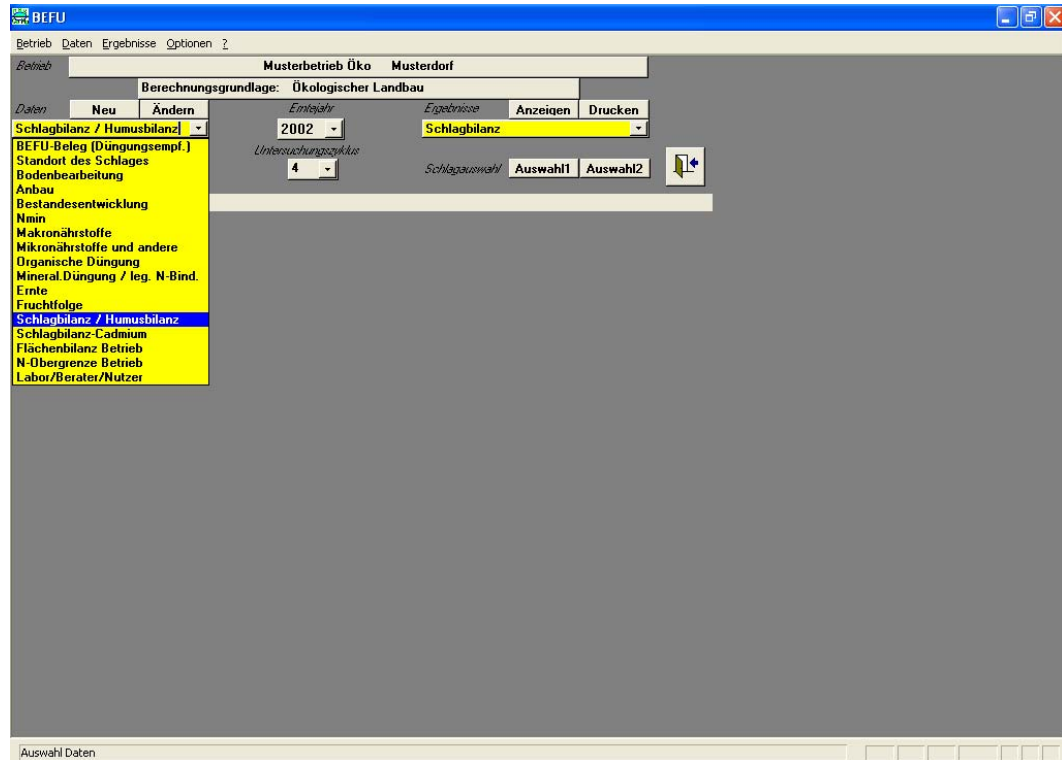 BEFU
Betrieb Daten Ergebnisse Optionen ?
Betrieb Musterbetrieb Öko Musterdorf
Berechnungsgrundlage: Ökologischer Landbau
Daten Neu Ändern Erntejahr Ergebnisse Anzeigen Drucken
Schlagbilanz / Humusbilanz 2002 Schlagbilanz
Untersuchungszyklus
4 Schlagauswahl Auswahl1 Auswahl2
BEFU-Beleg (Düngungsempf.)
Standort des Schlages
Bodenbearbeitung
Anbau
Bestandesentwicklung
Nmin
Makronährstoffe
Mikronährstoffe und andere
Organische Düngung
Mineral.Düngung / leg. N-Bind.
Ernte
Fruchtfolge
Schlagbilanz / Humusbilanz
Schlagbilanz-Cadmium
Flächenbilanz Betrieb
N-Obergrenze Betrieb
Labor/Berater/Nutzer
Auswahl Daten